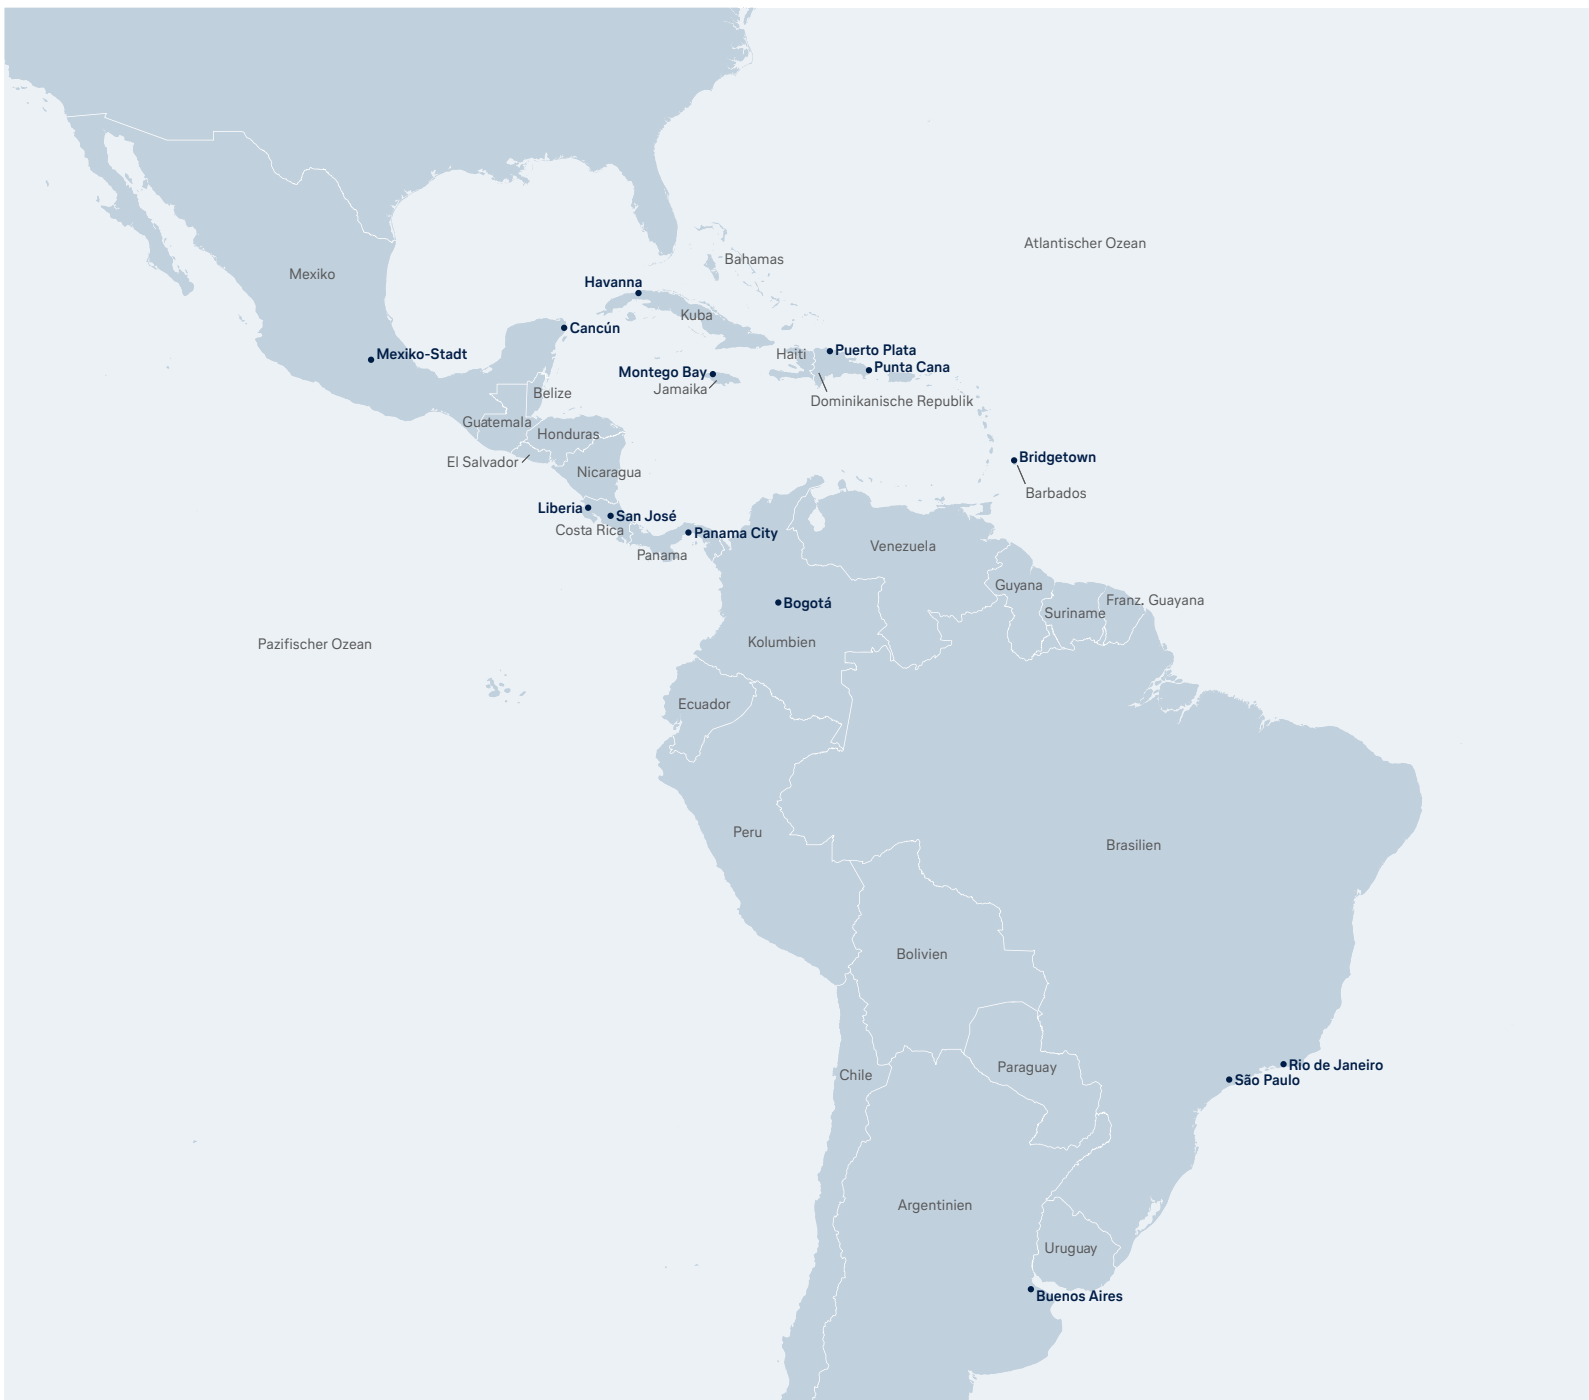 Atlantischer Ozean
Bahamas
Mexiko
Havanna
Kuba
Cancún
Mexiko-Stadt
Haiti
Puerto Plata
Punta Cana
Montego Bay
Jamaika
Dominikanische Republik
Belize
Guatemala
Honduras
El Salvador
Nicaragua
Bridgetown
Barbados
Liberia
San José
Costa Rica
Panama City
Panama
Venezuela
Guyana
Suriname
Franz. Guayana
Bogotá
Kolumbien
Pazifischer Ozean
Ecuador
Peru
Brasilien
Bolivien
Paraguay
Chile
Rio de Janeiro
São Paulo
Argentinien
Uruguay
Buenos Aires